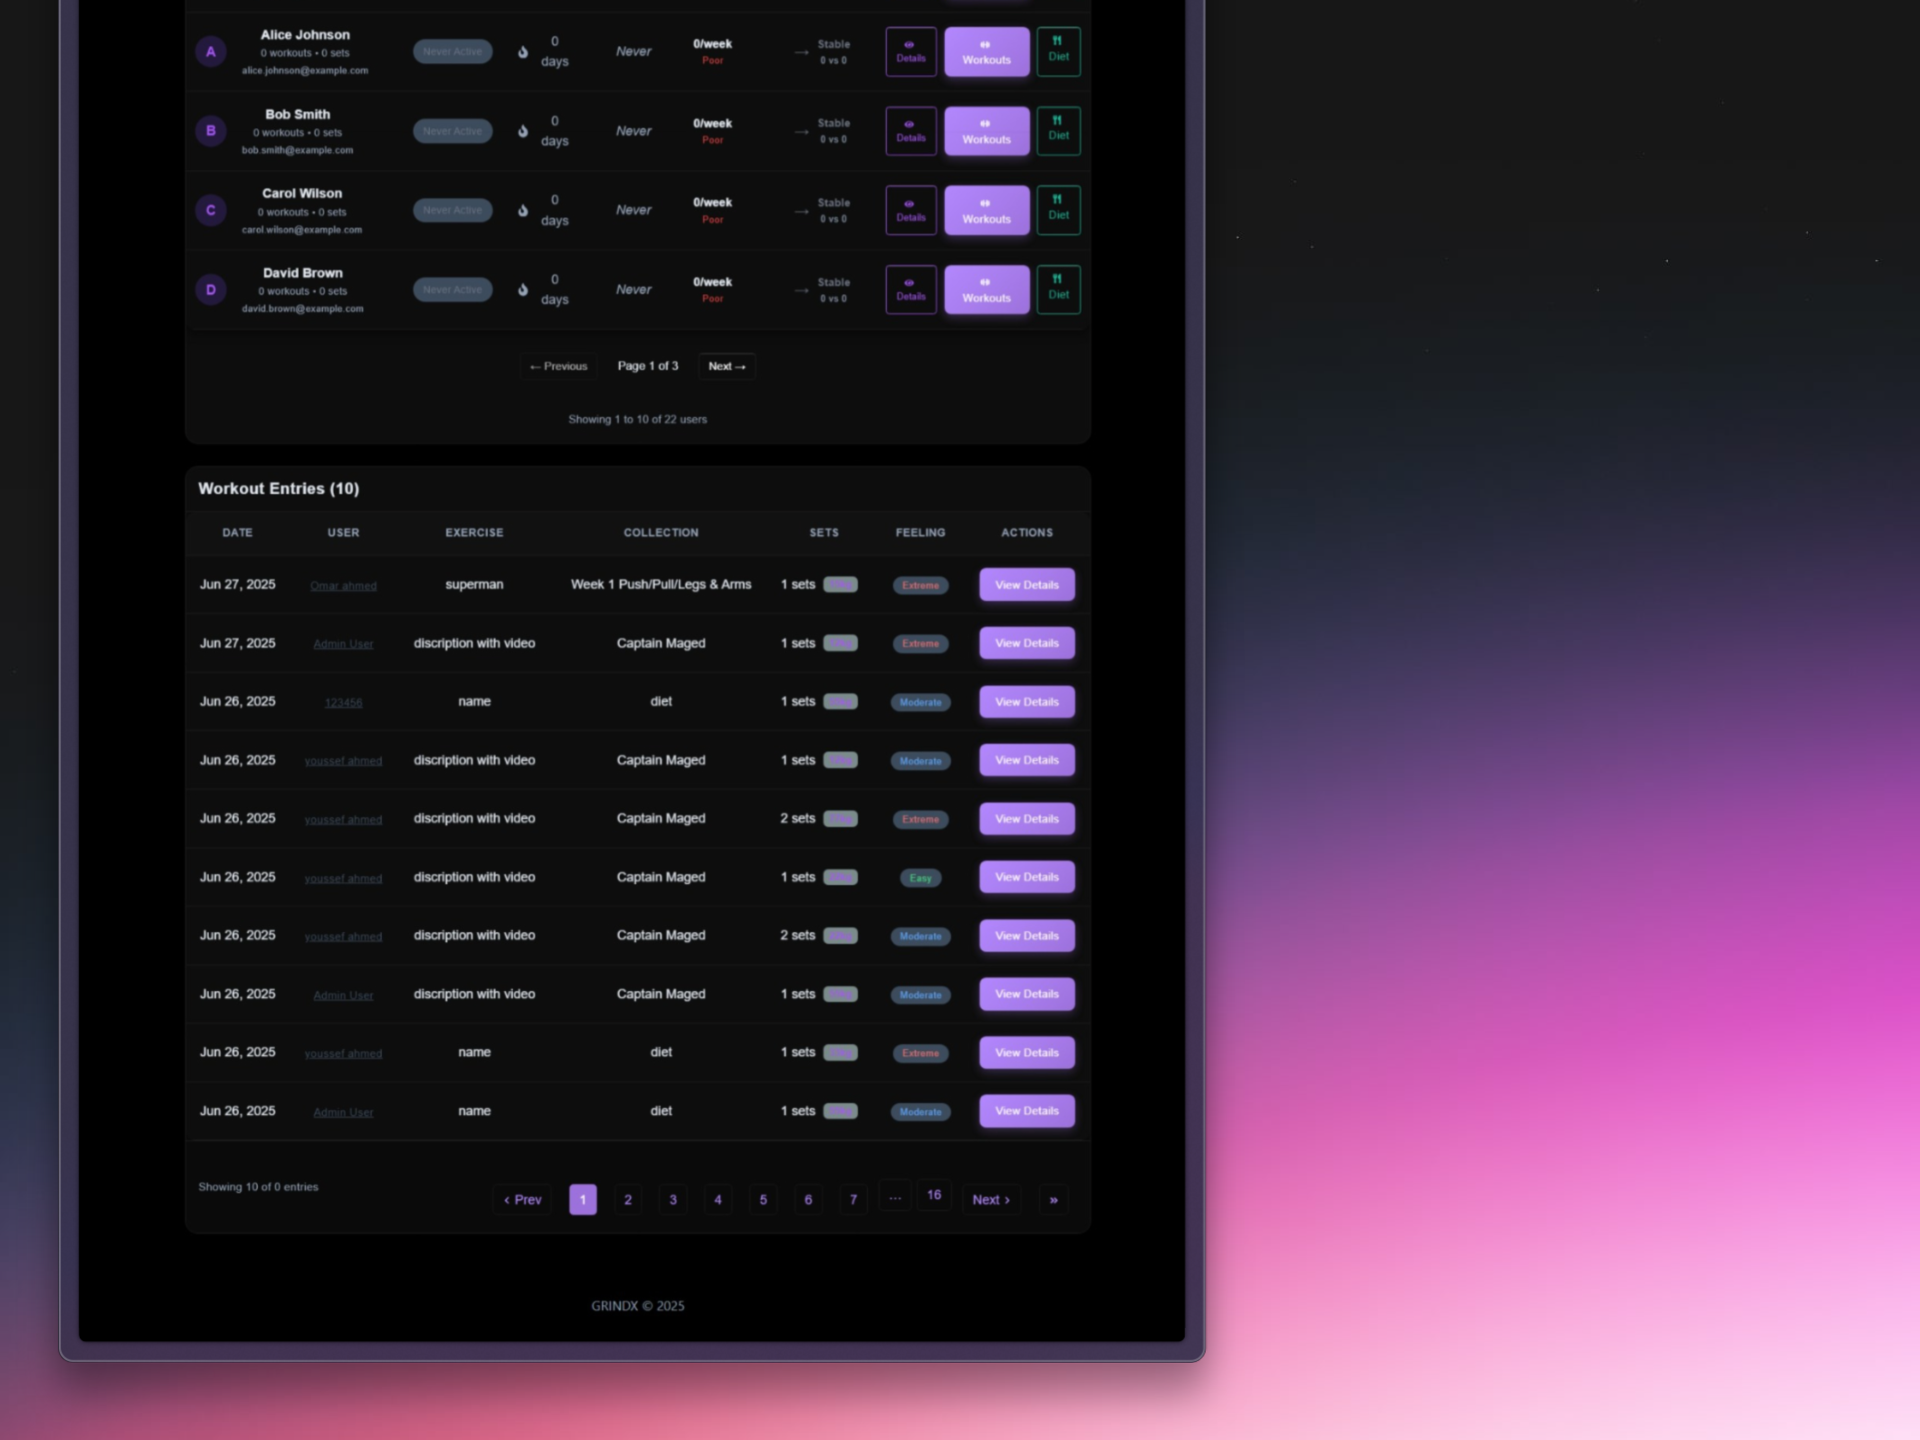 A
Alice Johnson
0 workouts • 0 sets
alice.johnson@example.com
Never Active
0
days
Never
0/week
Poor
→
Stable
0 vs 0
Details
Workouts
Diet
B
Bob Smith
0 workouts • 0 sets
bob.smith@example.com
Never Active
0
days
Never
0/week
Poor
→
Stable
0 vs 0
Details
Workouts
Diet
C
Carol Wilson
0 workouts • 0 sets
carol.wilson@example.com
Never Active
0
days
Never
0/week
Poor
→
Stable
0 vs 0
Details
Workouts
Diet
D
David Brown
0 workouts • 0 sets
david.brown@example.com
Never Active
0
days
Never
0/week
Poor
→
Stable
0 vs 0
Details
Workouts
Diet
← Previous Page 1 of 3 Next →
Showing 1 to 10 of 22 users
Workout Entries (10)
DATE USER EXERCISE COLLECTION SETS FEELING ACTIONS
Jun 27, 2025 Omar ahmed superman Week 1 Push/Pull/Legs & Arms 1 sets Extreme View Details
Jun 27, 2025 Admin User discription with video Captain Maged 1 sets Extreme View Details
Jun 26, 2025 123456 name diet 1 sets Moderate View Details
Jun 26, 2025 youssef ahmed discription with video Captain Maged 1 sets Moderate View Details
Jun 26, 2025 youssef ahmed discription with video Captain Maged 2 sets Extreme View Details
Jun 26, 2025 youssef ahmed discription with video Captain Maged 1 sets Easy View Details
Jun 26, 2025 youssef ahmed discription with video Captain Maged 2 sets Moderate View Details
Jun 26, 2025 Admin User discription with video Captain Maged 1 sets Moderate View Details
Jun 26, 2025 youssef ahmed name diet 1 sets Extreme View Details
Jun 26, 2025 Admin User name diet 1 sets Moderate View Details
Showing 10 of 0 entries
‹ Prev 1 2 3 4 5 6 7 ... 16 Next › »
GRINDX © 2025